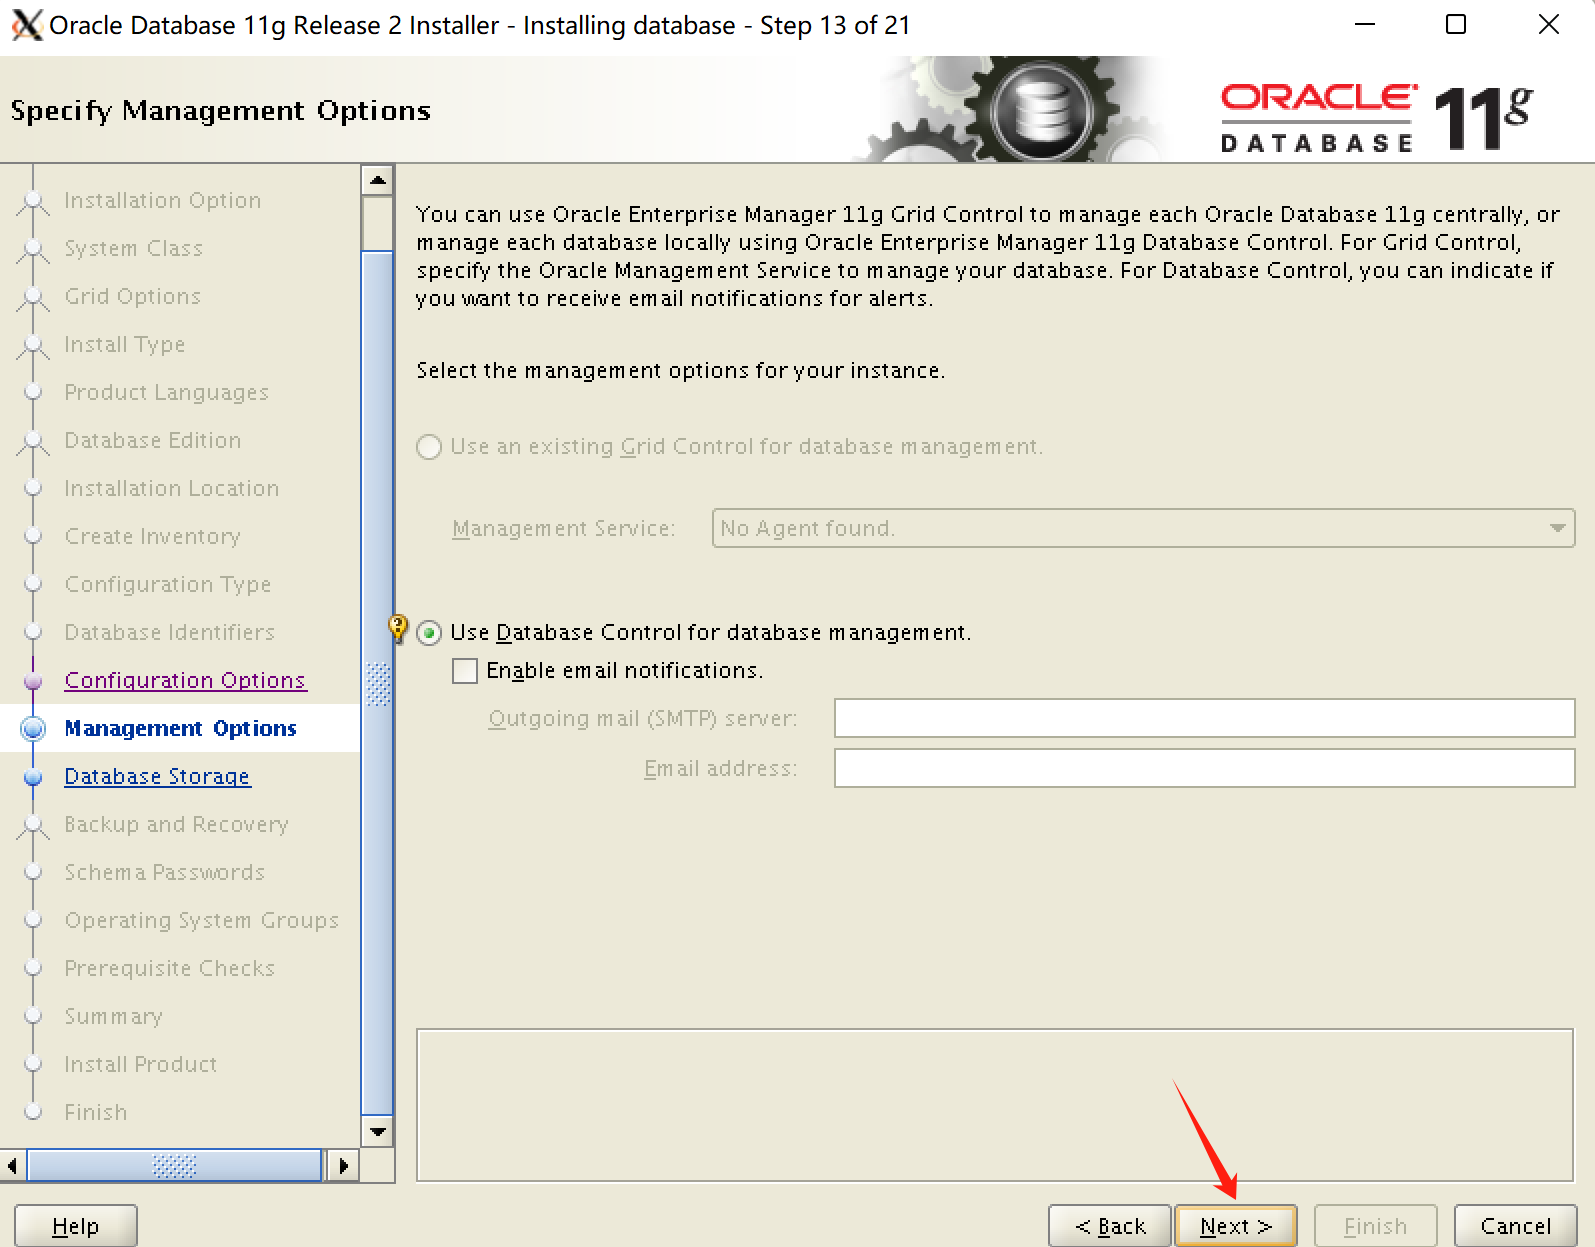 Oracle Database 11g Release 2 Installer - Installing database - Step 13 of 21
Specify Management Options
ORACLE
DATABASE
11g
Installation Option
System Class
Grid Options
Install Type
Product Languages
Database Edition
Installation Location
Create Inventory
Configuration Type
Database Identifiers
Configuration Options
Management Options
Database Storage
Backup and Recovery
Schema Passwords
Operating System Groups
Prerequisite Checks
Summary
Install Product
Finish
You can use Oracle Enterprise Manager 11g Grid Control to manage each Oracle Database 11g centrally, or
manage each database locally using Oracle Enterprise Manager 11g Database Control. For Grid Control,
specify the Oracle Management Service to manage your database. For Database Control, you can indicate if
you want to receive email notifications for alerts.
Select the management options for your instance.
Use an existing Grid Control for database management.
Management Service: No Agent found.
Use Database Control for database management.
Enable email notifications.
Outgoing mail (SMTP) server:
Email address:
Help
< Back
Next >
Finish
Cancel